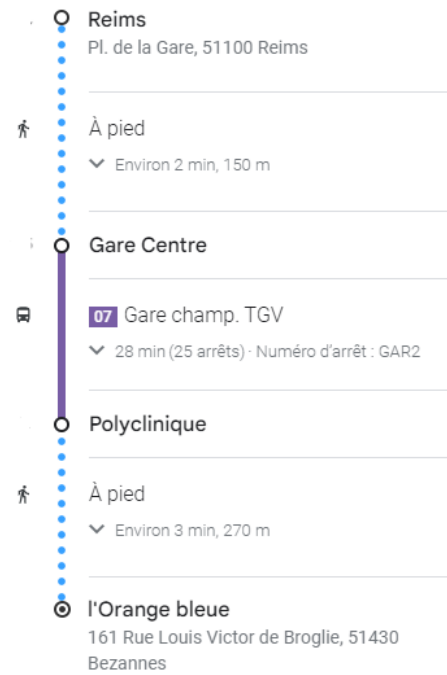 Reims
Pl. de la Gare, 51100 Reims
À pied
Environ 2 min, 150 m
Gare Centre
07 Gare champ. TGV
28 min (25 arrêts) · Numéro d'arrêt : GAR2
Polyclinique
À pied
Environ 3 min, 270 m
l'Orange bleue
161 Rue Louis Victor de Broglie, 51430
Bezannes